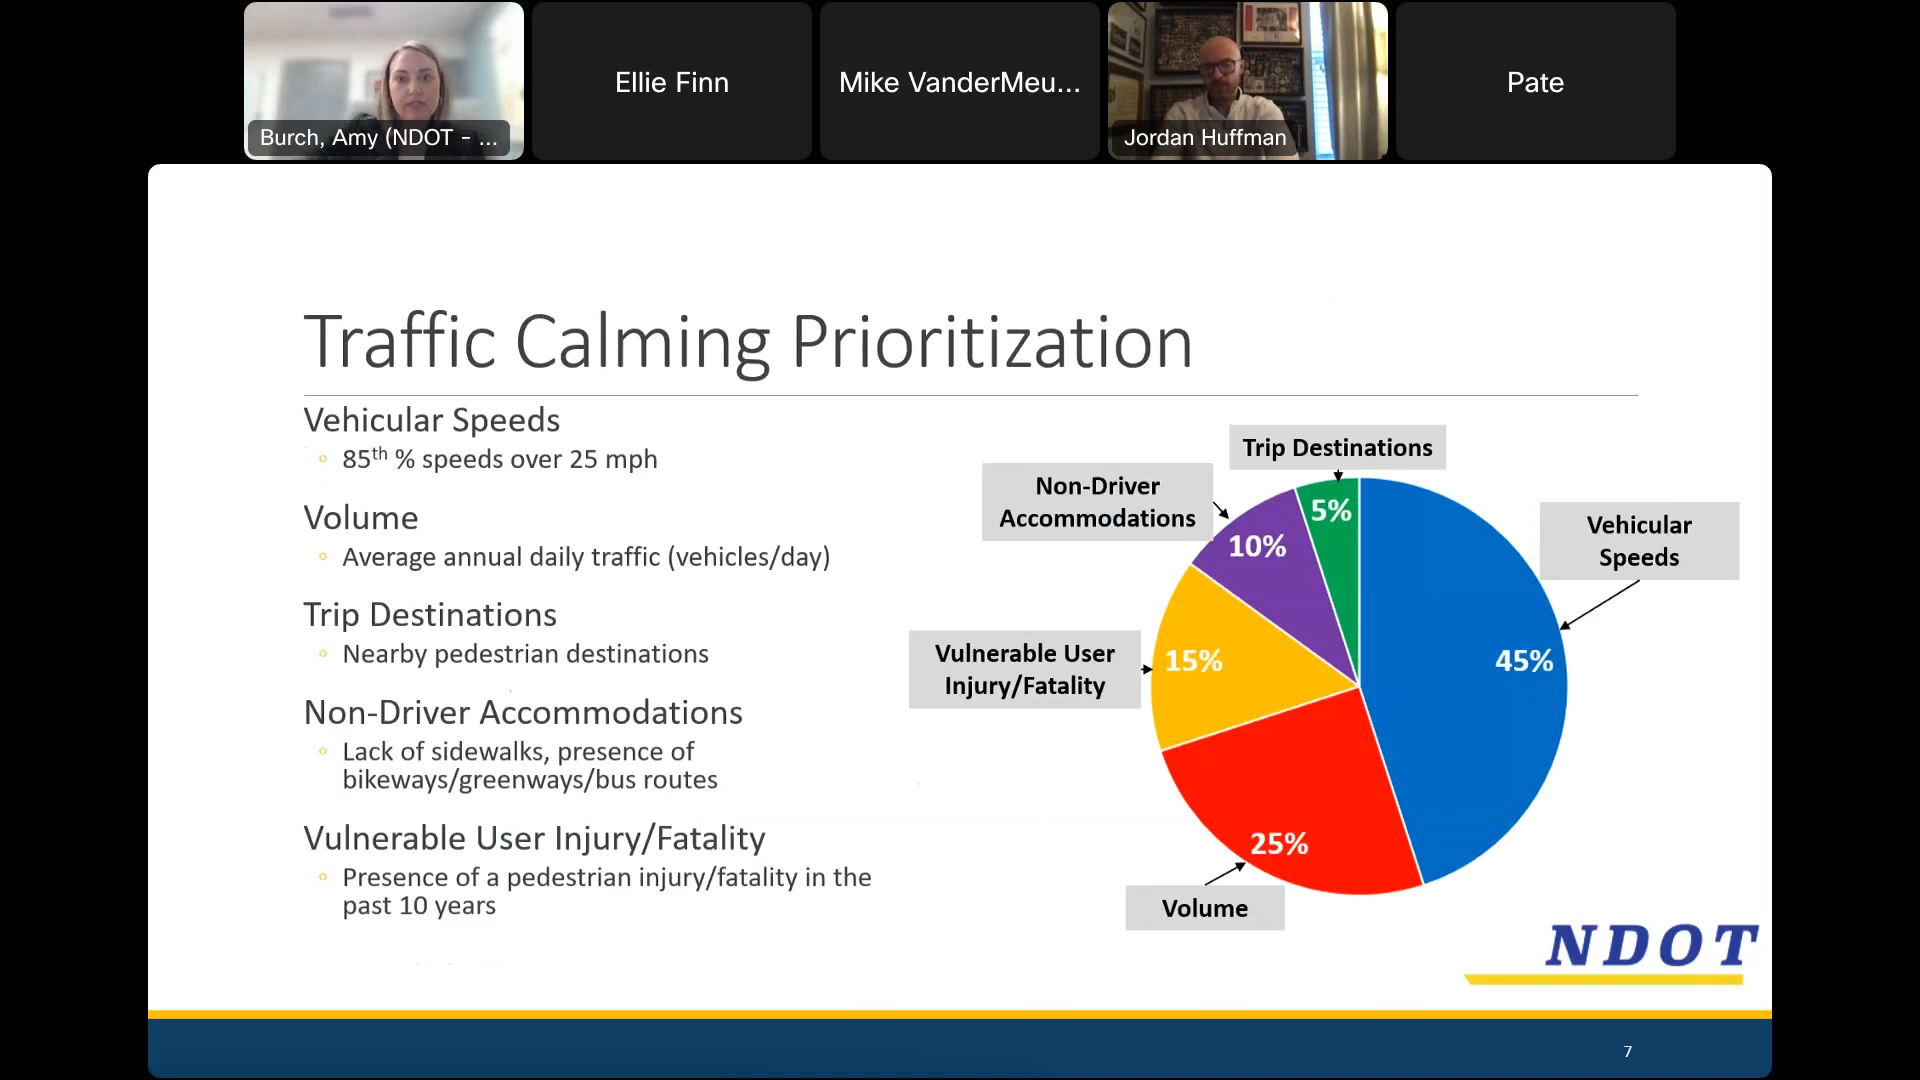 Burch, Amy (NDOT - ...
Ellie Finn
Mike VanderMeu...
Jordan Huffman
Pate
Traffic Calming Prioritization
Vehicular Speeds
85th % speeds over 25 mph
Volume
Average annual daily traffic (vehicles/day)
Trip Destinations
Nearby pedestrian destinations
Non-Driver Accommodations
Lack of sidewalks, presence of
bikeways/greenways/bus routes
Vulnerable User Injury/Fatality
Presence of a pedestrian injury/fatality in the
past 10 years
Trip Destinations
Non-Driver
Accommodations
Vehicular
Speeds
Vulnerable User
Injury/Fatality
Volume
5%
10%
15%
45%
25%
NDOT
7